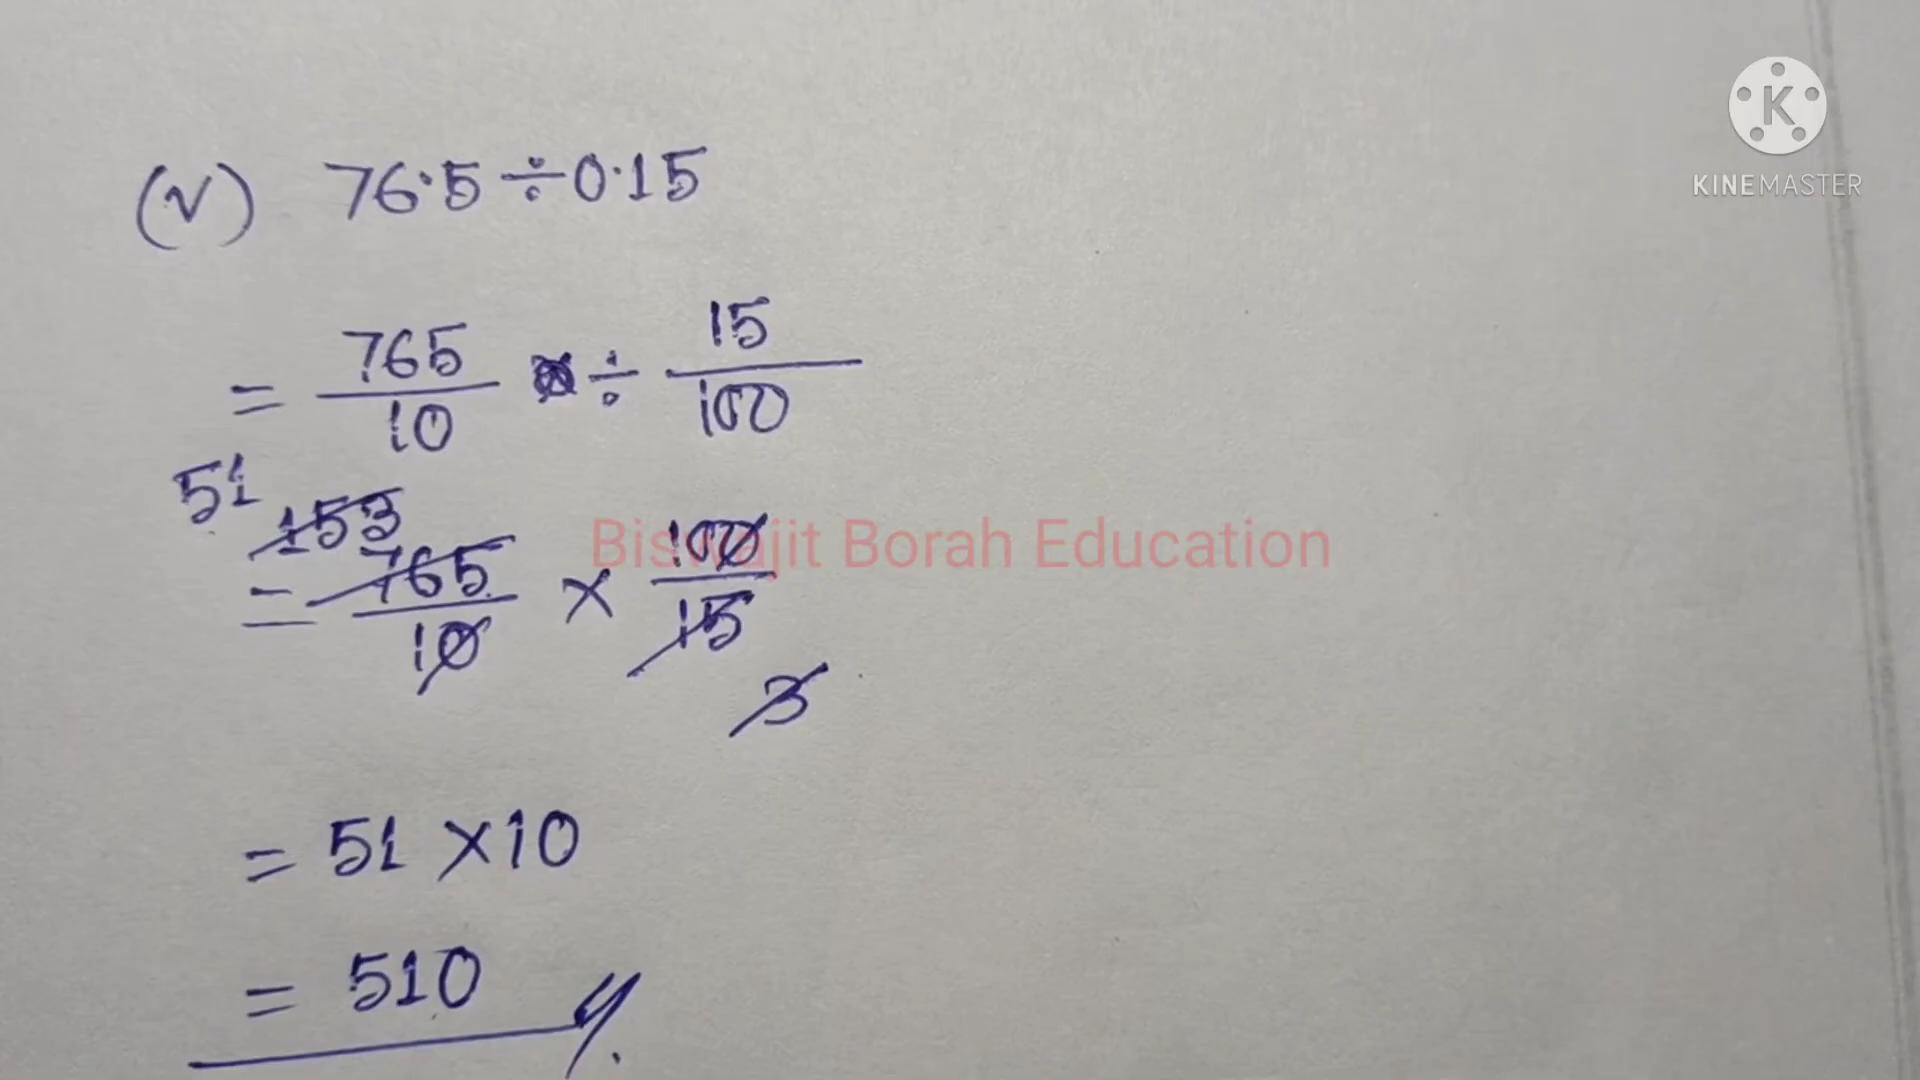 KINEMASTER
(v) 76.5 ÷ 0.15
= 765/10 ÷ 15/100
51
153
= 765/10 × 100/15
3
Biswajit Borah Education
= 51 × 10
= 510